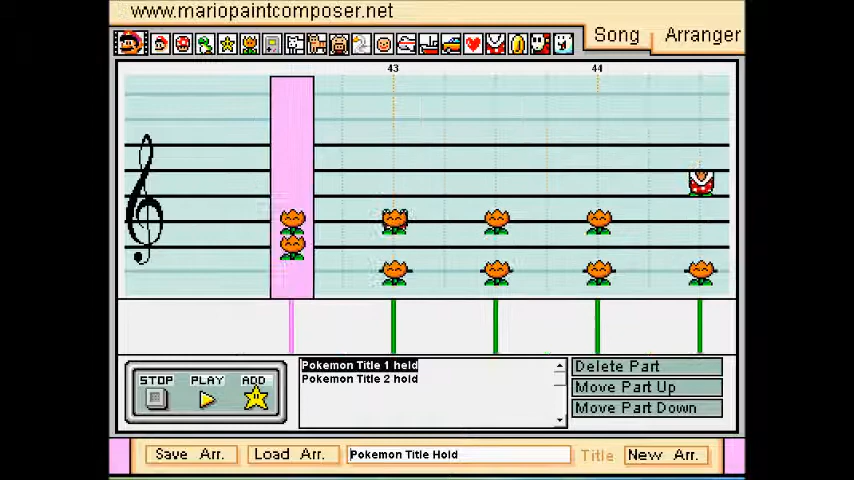 www.mariopaintcomposer.net
Song
Arranger
43
44
STOP
PLAY
ADD
Pokemon Title 1 held
Pokemon Title 2 hold
Delete Part
Move Part Up
Move Part Down
Save Arr.
Load Arr.
Pokemon Title Hold
Title
New Arr.